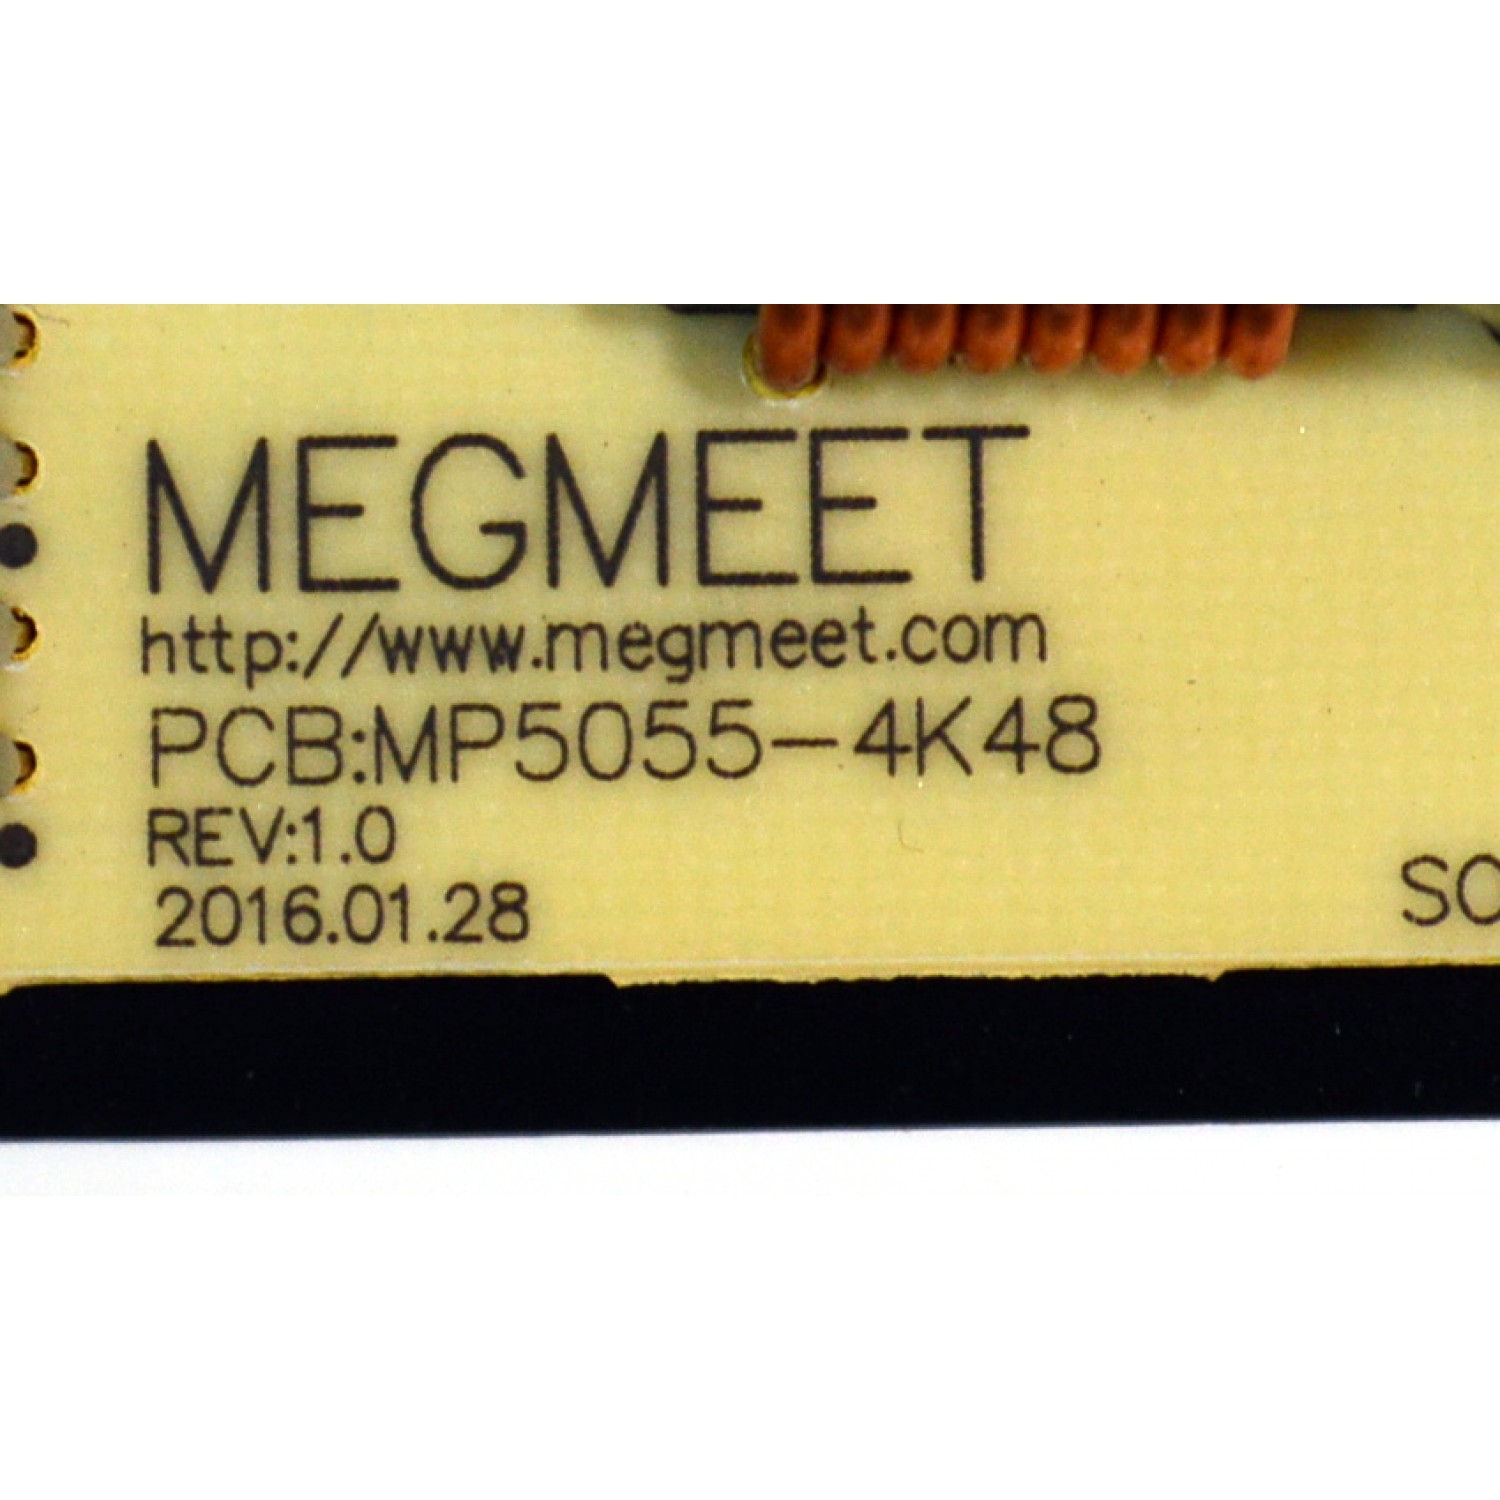 MEGMEET
http://www.megmeet.com
PCB:MP5055-4K48
REV:1.0
2016.01.28